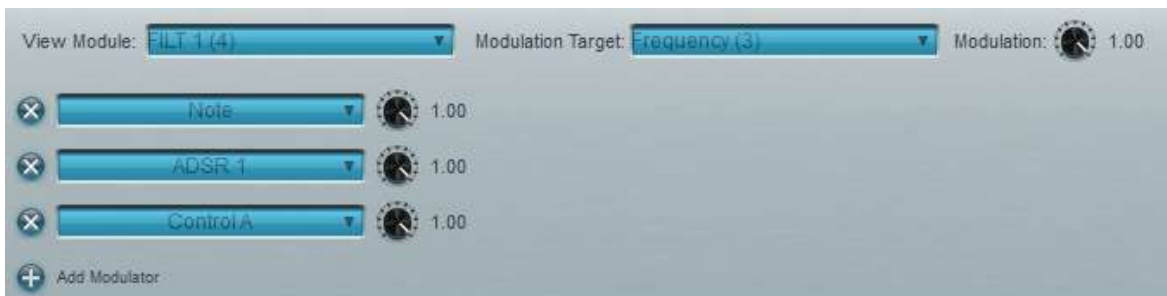 View Module: FILT 1 (4) Modulation Target: Frequency (3) Modulation: 1.00
Note 1.00
ADSR 1 1.00
Control A 1.00
Add Modulator